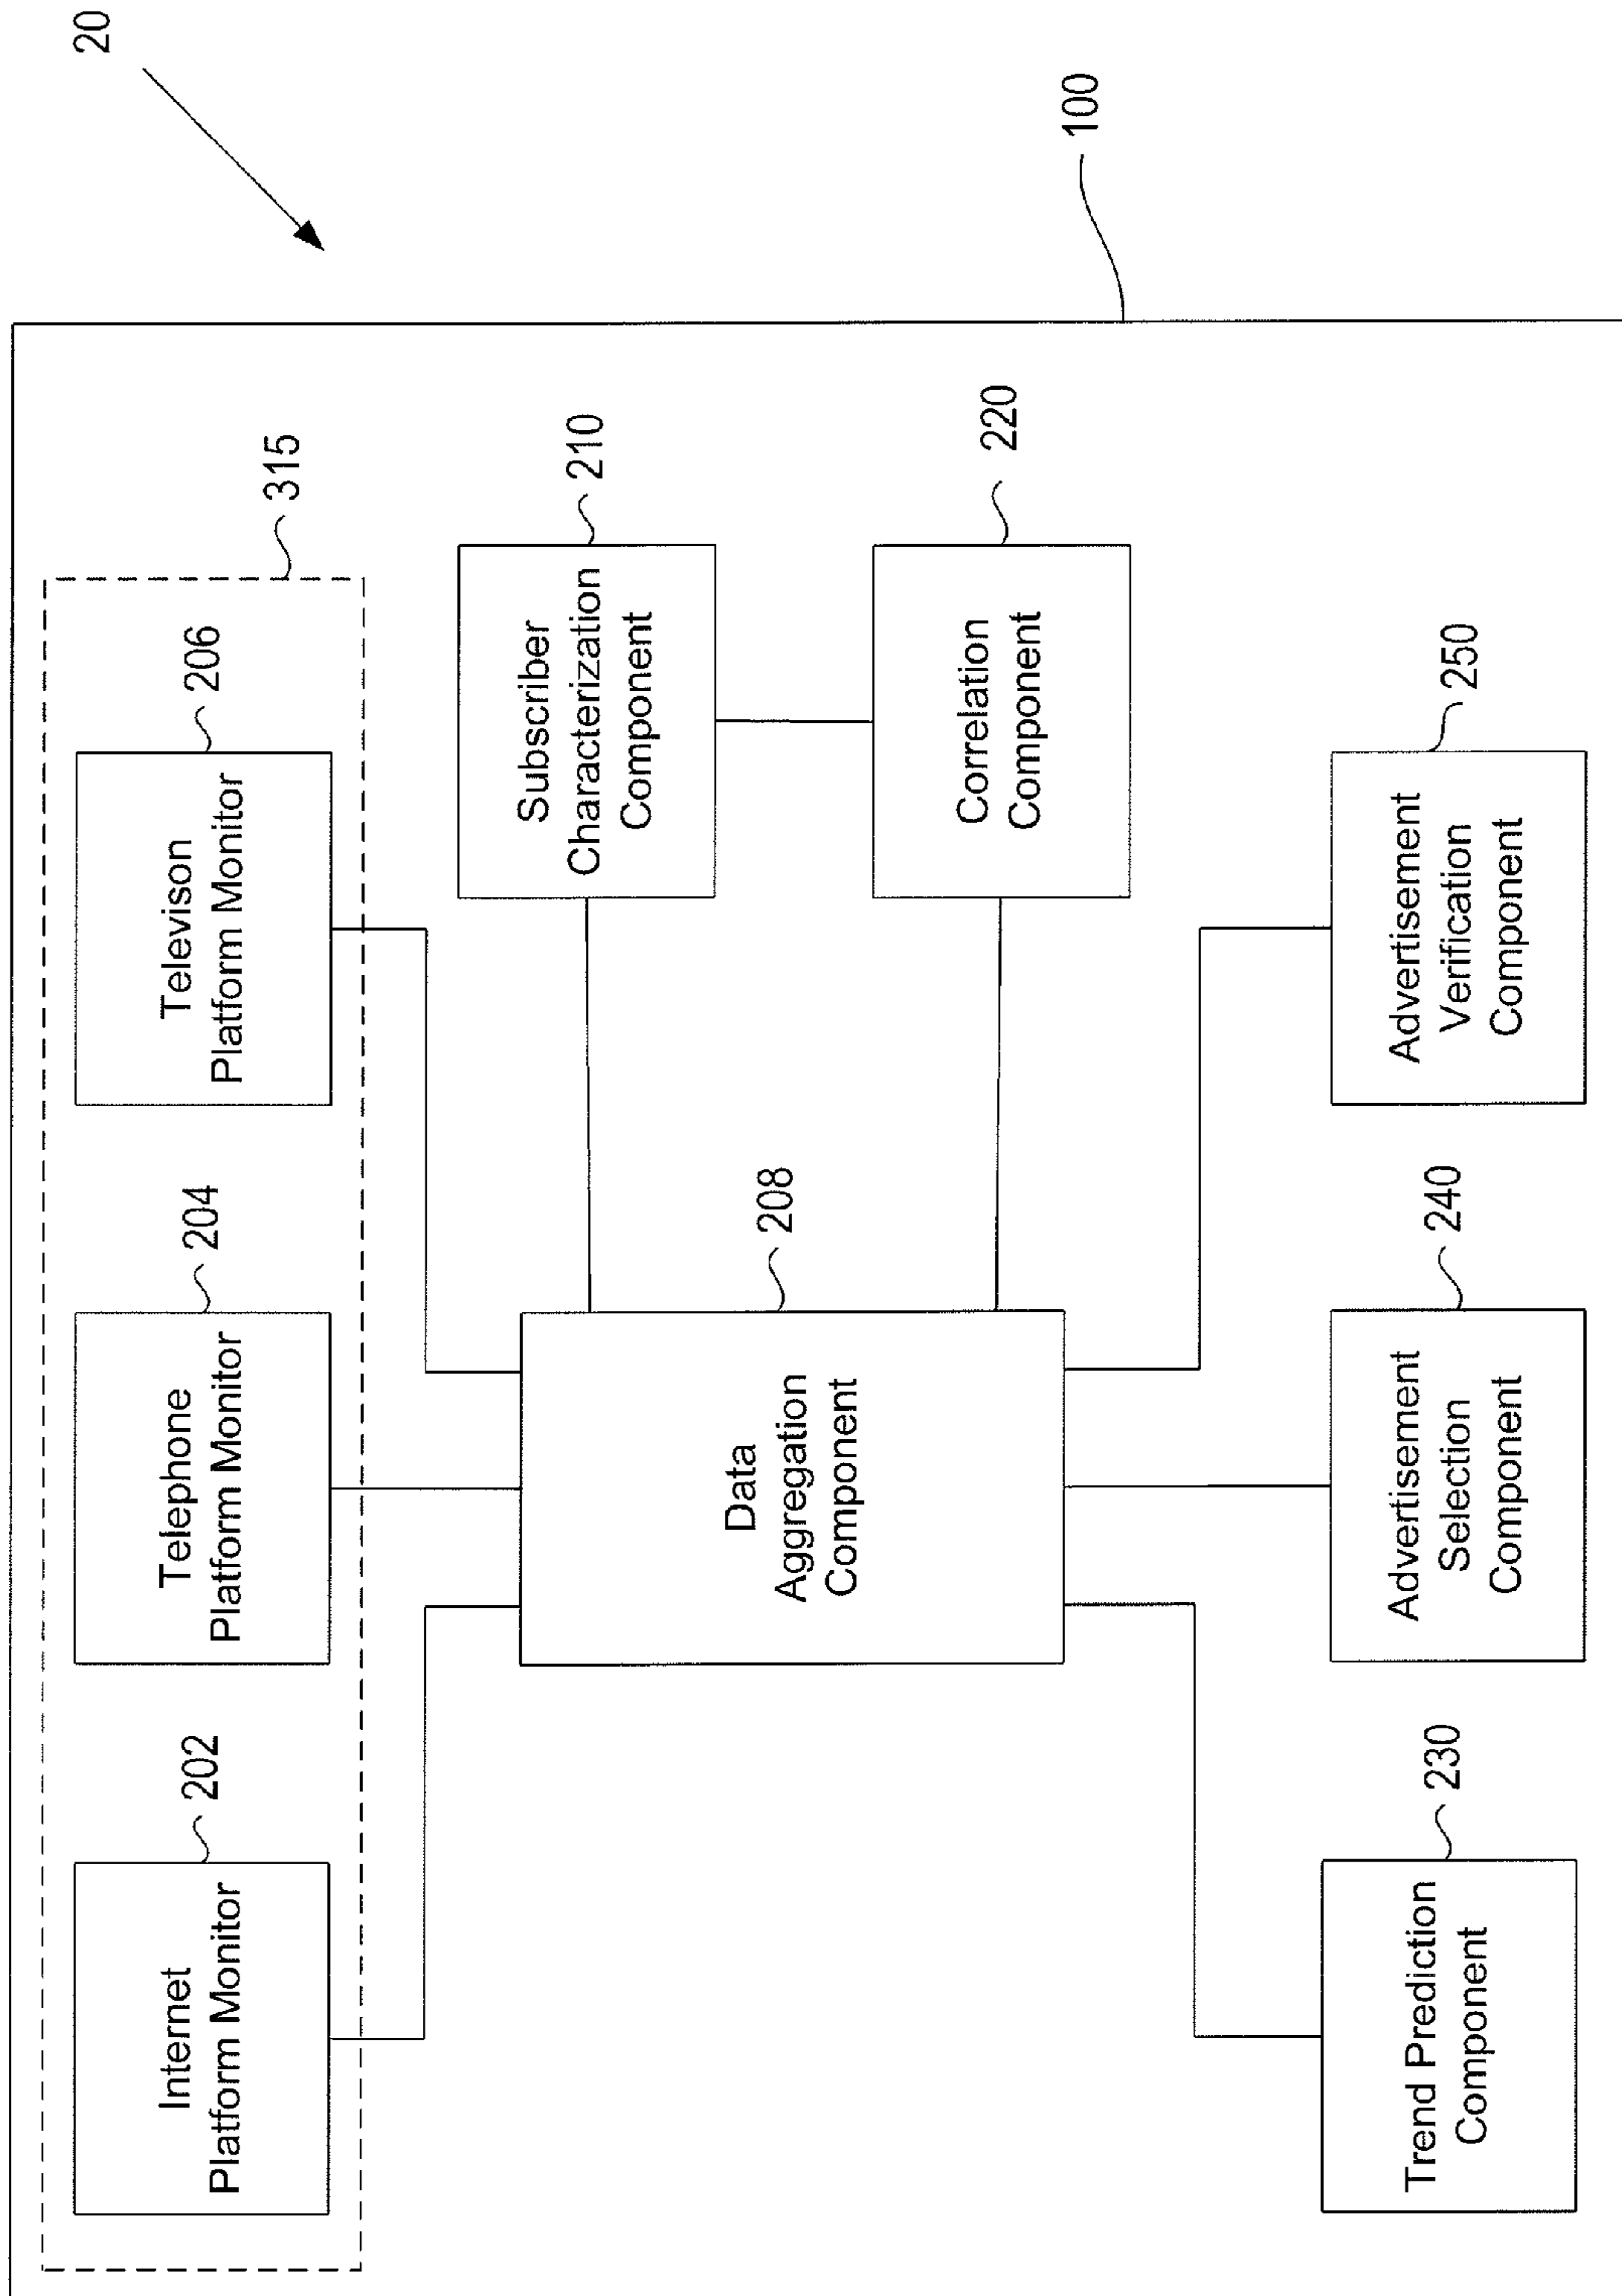 20
100
315
Internet
Platform Monitor
202
Telephone
Platform Monitor
204
Televison
Platform Monitor
206
Data
Aggregation
Component
208
Subscriber
Characterization
Component
210
Correlation
Component
220
Trend Prediction
Component
230
Advertisement
Selection
Component
240
Advertisement
Verification
Component
250